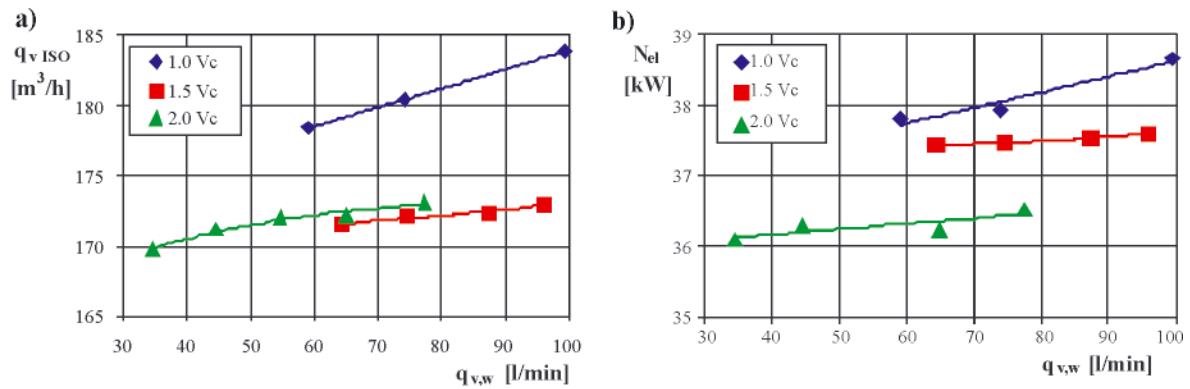 a)
q v ISO
[m³/h]
185
180
175
170
165
1.0 Vc
1.5 Vc
2.0 Vc
30 40 50 60 70 80 90 100
q v,w [l/min]
b)
N el
[kW]
39
38
37
36
35
1.0 Vc
1.5 Vc
2.0 Vc
30 40 50 60 70 80 90 100
q v,w [l/min]